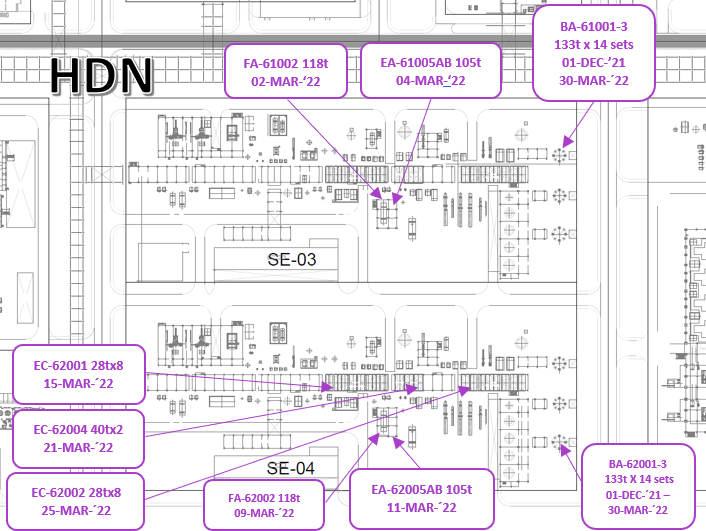 HDN
FA-61002 118t
02-MAR-‘22
EA-61005AB 105t
04-MAR-‘22
BA-61001-3
133t x 14 sets
01-DEC-’21
30-MAR-´22
SE-03
EC-62001 28tx8
15-MAR-´22
EC-62004 40tx2
21-MAR-´22
EC-62002 28tx8
25-MAR-´22
SE-04
FA-62002 118t
09-MAR-´22
EA-62005AB 105t
11-MAR-´22
BA-62001-3
133t X 14 sets
01-DEC-´21 –
30-MAR-´22